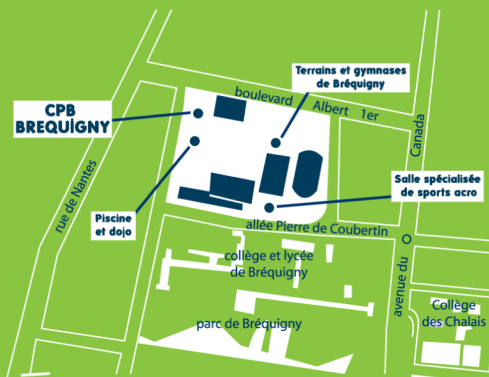 Terrains et gymnases
de Bréquigny
boulevard Albert 1er
CPB
BREQUIGNY
Canada
rue de Nantes
Salle spécialisée
de sports acro
Piscine
et dojo
allée Pierre de Coubertin
collège et lycée
de Bréquigny
avenue du
Collège
des Chalais
parc de Bréquigny